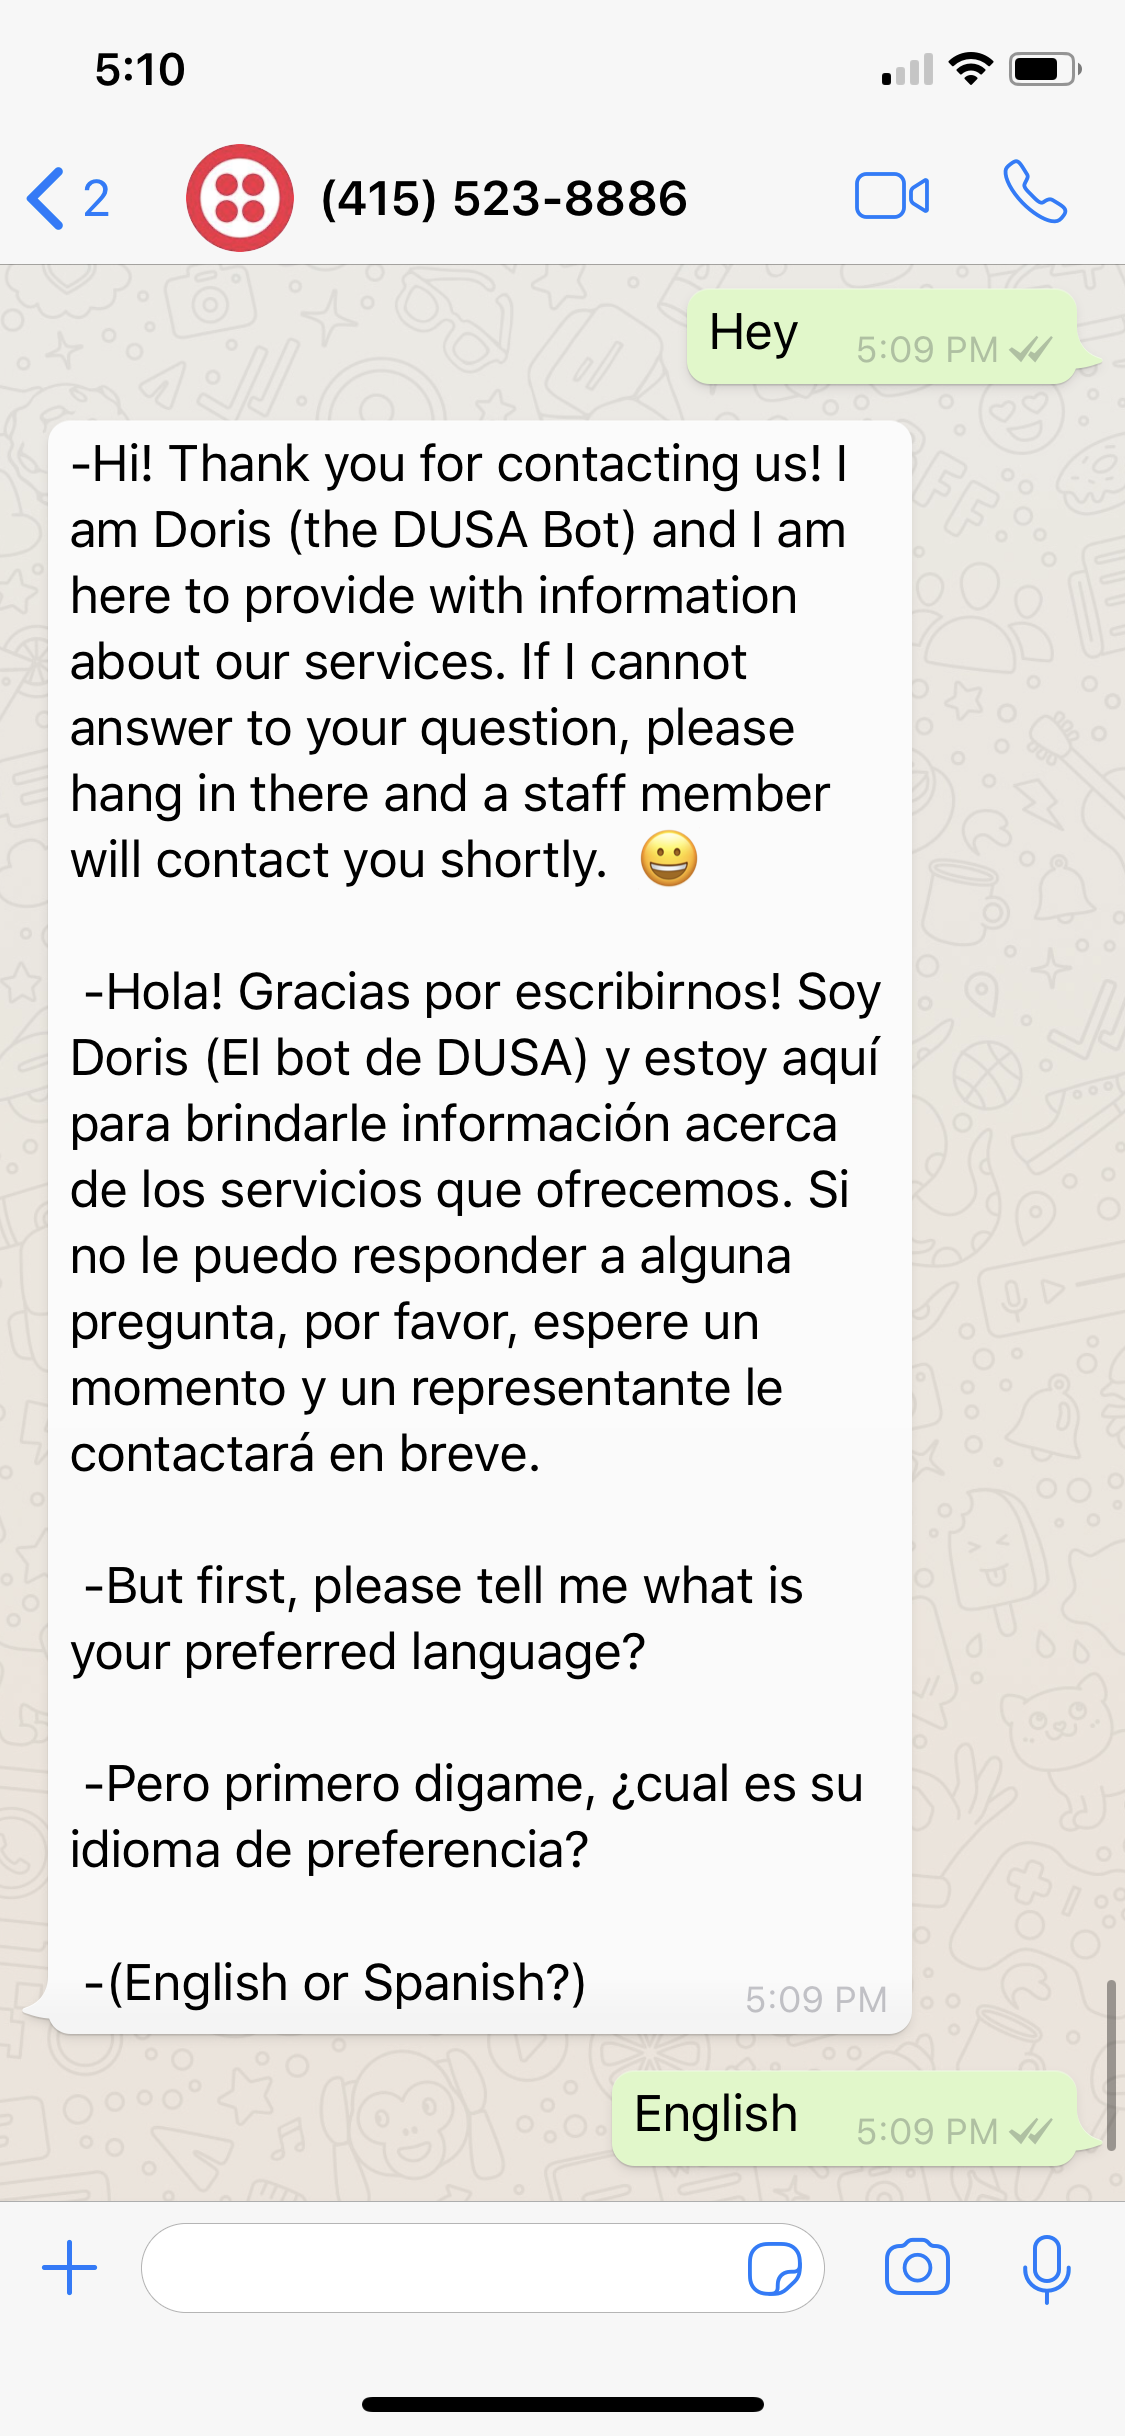 5:10
2
(415) 523-8886
Hey
5:09 PM
-Hi! Thank you for contacting us! I
am Doris (the DUSA Bot) and I am
here to provide with information
about our services. If I cannot
answer to your question, please
hang in there and a staff member
will contact you shortly. 😀
-Hola! Gracias por escribirnos! Soy
Doris (El bot de DUSA) y estoy aquí
para brindarle información acerca
de los servicios que ofrecemos. Si
no le puedo responder a alguna
pregunta, por favor, espere un
momento y un representante le
contactará en breve.
-But first, please tell me what is
your preferred language?
-Pero primero digame, ¿cual es su
idioma de preferencia?
-(English or Spanish?)
5:09 PM
English
5:09 PM